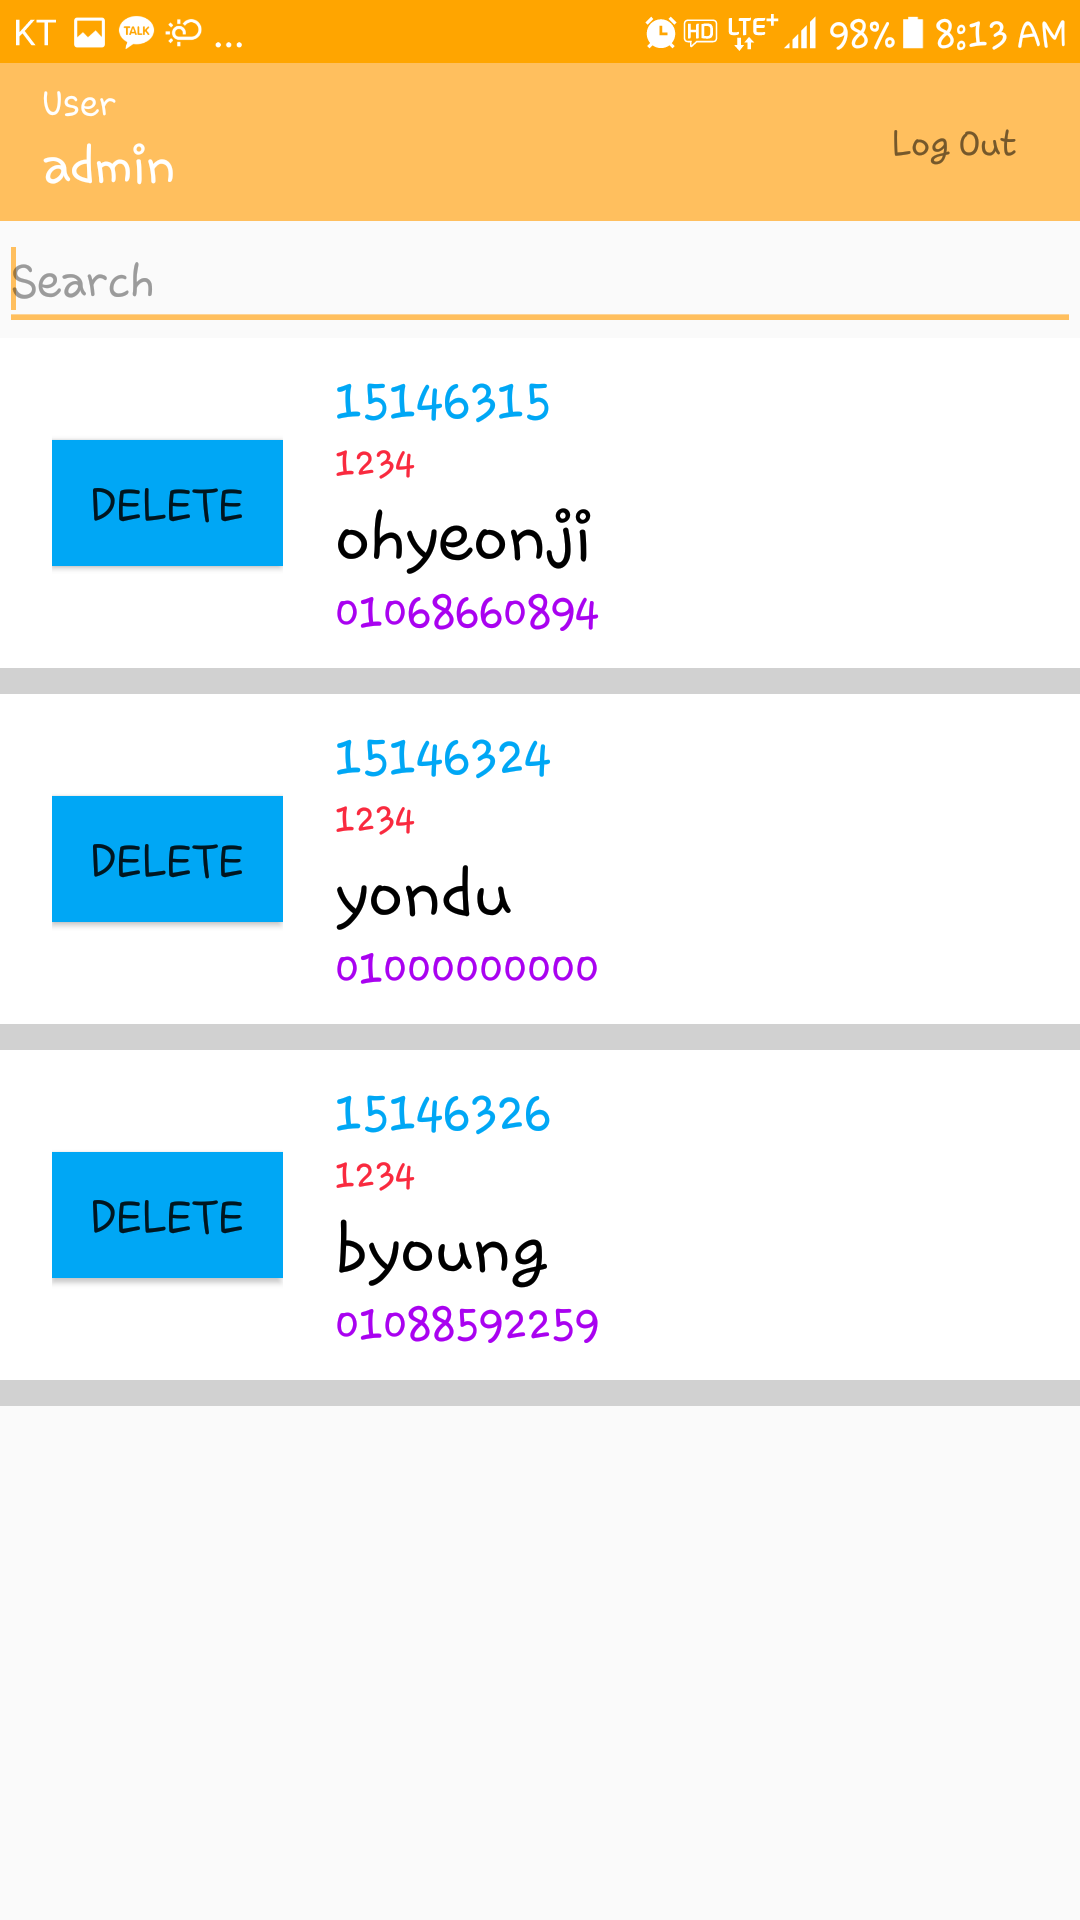 KT TALK ... HD LTE+ 98% 8:13 AM
User
admin
Log Out
Search
15146315
1234
DELETE
ohyeonji
01068660894
15146324
1234
DELETE
yondu
01000000000
15146326
1234
DELETE
byoung
01088592259